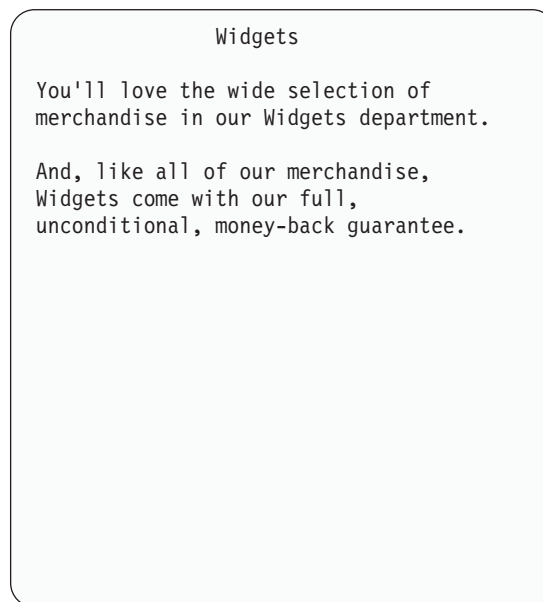 Widgets
You'll love the wide selection of
merchandise in our Widgets department.
And, like all of our merchandise,
Widgets come with our full,
unconditional, money-back guarantee.